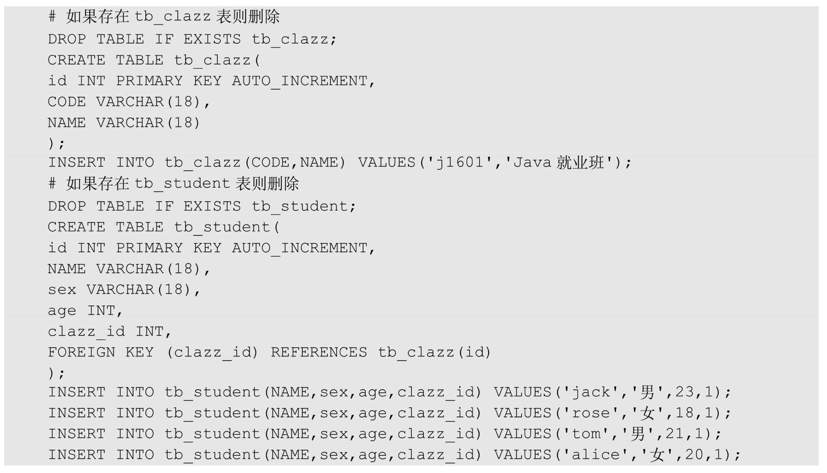 # 如果存在 tb_clazz 表则删除
DROP TABLE IF EXISTS tb_clazz;
CREATE TABLE tb_clazz(
id INT PRIMARY KEY AUTO_INCREMENT,
CODE VARCHAR(18),
NAME VARCHAR(18)
);
INSERT INTO tb_clazz(CODE,NAME) VALUES('j1601','Java 就业班');
# 如果存在 tb_student 表则删除
DROP TABLE IF EXISTS tb_student;
CREATE TABLE tb_student(
id INT PRIMARY KEY AUTO_INCREMENT,
NAME VARCHAR(18),
sex VARCHAR(18),
age INT,
clazz_id INT,
FOREIGN KEY (clazz_id) REFERENCES tb_clazz(id)
);
INSERT INTO tb_student(NAME,sex,age,clazz_id) VALUES('jack','男',23,1);
INSERT INTO tb_student(NAME,sex,age,clazz_id) VALUES('rose','女',18,1);
INSERT INTO tb_student(NAME,sex,age,clazz_id) VALUES('tom','男',21,1);
INSERT INTO tb_student(NAME,sex,age,clazz_id) VALUES('alice','女',20,1);